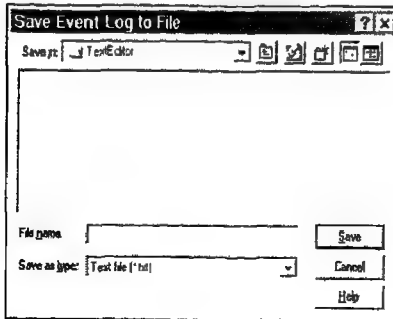 Save Event Log to File
Save in: TextEditor
File name:
Save
Save as type: Text file (*.txt)
Cancel
Help